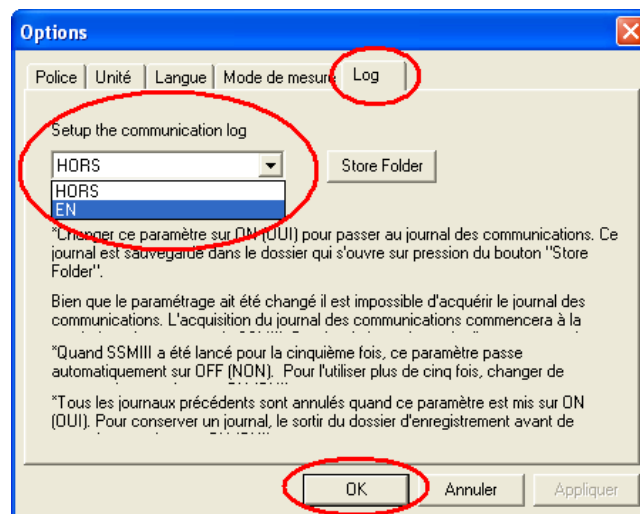 Options
Police Unité Langue Mode de mesure Log
Setup the communication log
HORS
Store Folder
HORS
EN
*Changer ce paramètre sur ON (OUI) pour passer au journal des communications. Ce
journal est sauvegardé dans le dossier qui s'ouvre sur pression du bouton "Store
Folder".
Bien que le paramétrage ait été changé il est impossible d'acquérir le journal des
communications. L'acquisition du journal des communications commencera à la
*Quand SSMIII a été lancé pour la cinquième fois, ce paramètre passe
automatiquement sur OFF (NON). Pour l'utiliser plus de cinq fois, changer de
*Tous les journaux précédents sont annulés quand ce paramètre est mis sur ON
(OUI). Pour conserver un journal, le sortir du dossier d'enregistrement avant de
OK Annuler Appliquer